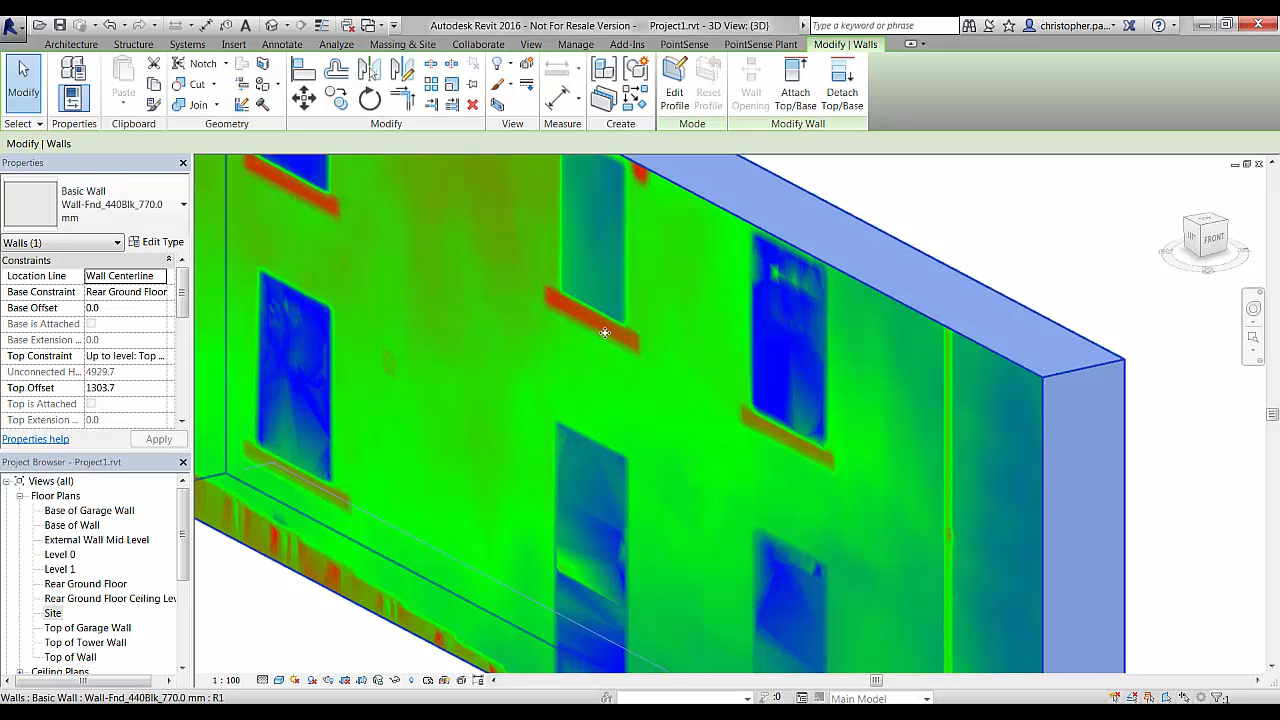 Autodesk Revit 2016 - Not For Resale Version - Project1.rvt - 3D View: {3D}
Type a keyword or phrase
christopher.pa...
Architecture Structure Systems Insert Annotate Analyze Massing & Site Collaborate View Manage Add-Ins PointSense PointSense Plant Modify | Walls
Modify
Paste
Notch
Cut
Join
Edit Profile
Reset Profile
Wall Opening
Attach Top/Base
Detach Top/Base
Select Properties Clipboard Geometry Modify View Measure Create Mode Modify Wall
Modify | Walls
Properties
Basic Wall
Wall-Fnd_440Blk_770.0
mm
Walls (1) Edit Type
Constraints
Location Line Wall Centerline
Base Constraint Rear Ground Floor
Base Offset 0.0
Base is Attached
Base Extension ... 0.0
Top Constraint Up to level: Top ...
Unconnected H... 4929.7
Top Offset 1303.7
Top is Attached
Top Extension ... 0.0
Properties help Apply
Project Browser - Project1.rvt
Views (all)
Floor Plans
Base of Garage Wall
Base of Wall
External Wall Mid Level
Level 0
Level 1
Rear Ground Floor
Rear Ground Floor Ceiling Lev
Site
Top of Garage Wall
Top of Tower Wall
Top of Wall
Ceiling Plans
FRONT
1 : 100
Walls : Basic Wall : Wall-Fnd_440Blk_770.0 mm : R1
:0
Main Model
:1